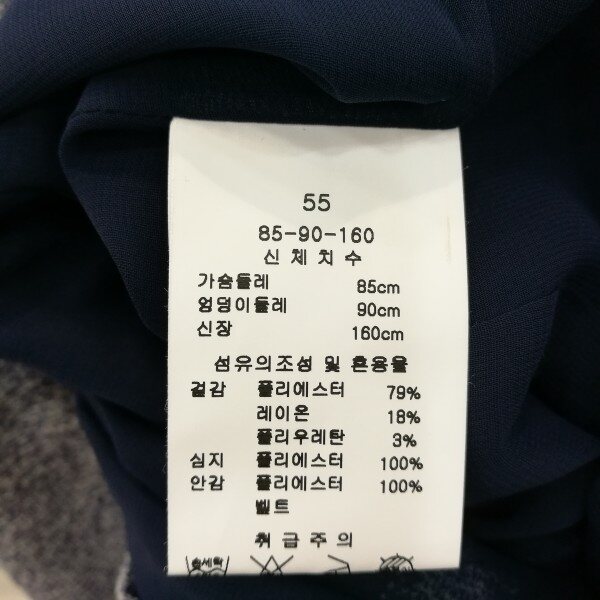 55
85-90-160
신체치수
가슴둘레 85cm
엉덩이둘레 90cm
신장 160cm
섬유의조성 및 혼용율
겉감 폴리에스터 79%
레이온 18%
폴리우레탄 3%
심지 폴리에스터 100%
안감 폴리에스터 100%
벨트
취급주의